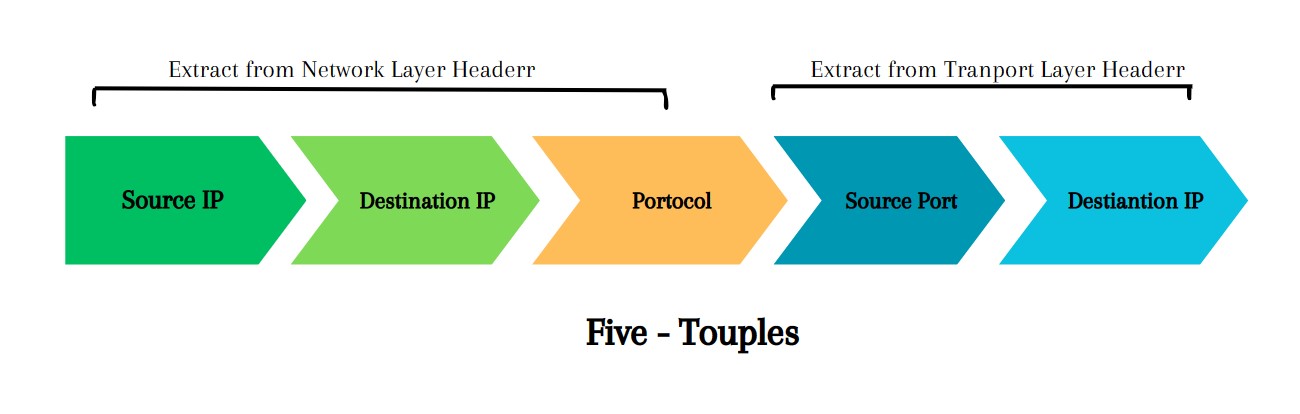 Extract from Network Layer Headerr
Extract from Tranport Layer Headerr
Source IP
Destination IP
Portocol
Source Port
Destiantion IP
Five - Touples